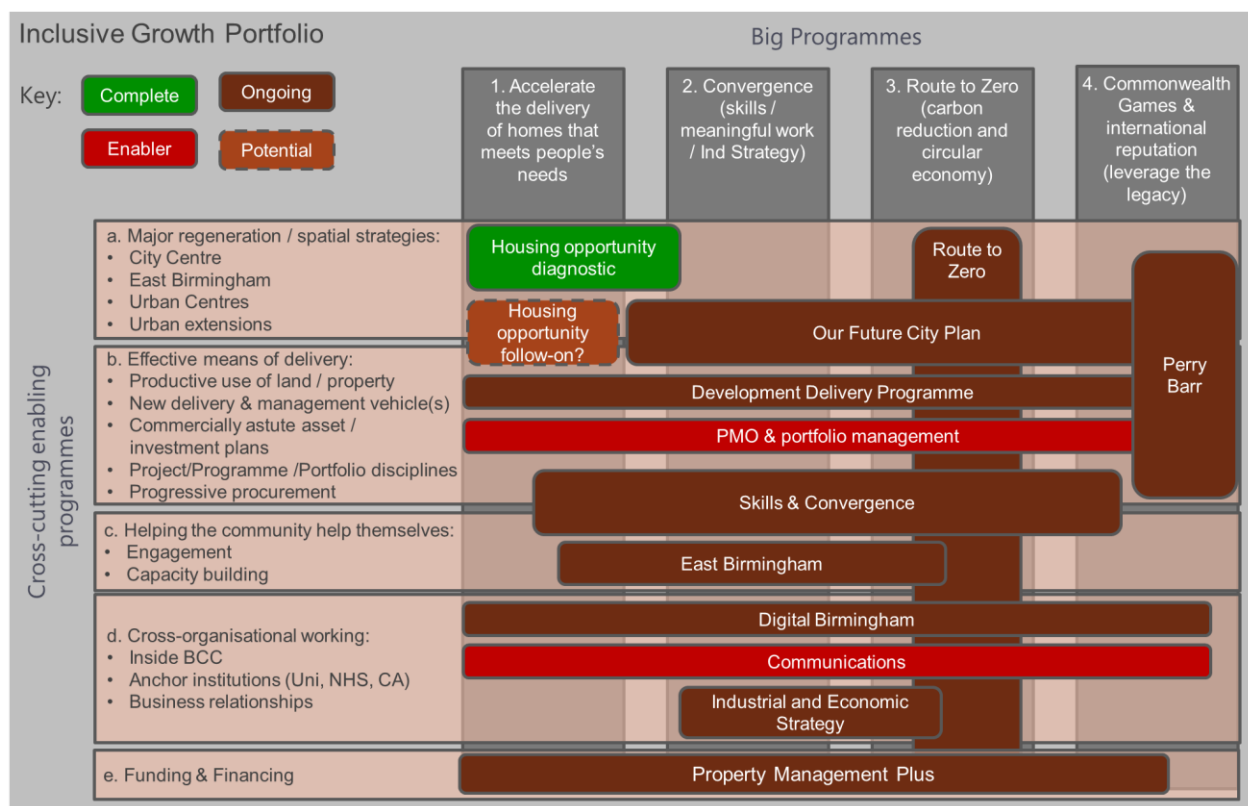 Inclusive Growth Portfolio
Big Programmes
Key:
Complete
Ongoing
Enabler
Potential
1. Accelerate
the delivery
of homes that
meets people’s
needs
2. Convergence
(skills /
meaningful work
/ Ind Strategy)
3. Route to Zero
(carbon
reduction and
circular
economy)
4. Commonwealth
Games &
international
reputation
(leverage the
legacy)
Cross-cutting enabling
programmes
a. Major regeneration / spatial strategies:
• City Centre
• East Birmingham
• Urban Centres
• Urban extensions
Housing opportunity
diagnostic
Route to
Zero
Housing
opportunity
follow-on?
Our Future City Plan
Perry
Barr
b. Effective means of delivery:
• Productive use of land / property
• New delivery & management vehicle(s)
• Commercially astute asset /
investment plans
• Project/Programme /Portfolio disciplines
• Progressive procurement
Development Delivery Programme
PMO & portfolio management
Skills & Convergence
c. Helping the community help themselves:
• Engagement
• Capacity building
East Birmingham
d. Cross-organisational working:
• Inside BCC
• Anchor institutions (Uni, NHS, CA)
• Business relationships
Digital Birmingham
Communications
Industrial and Economic
Strategy
e. Funding & Financing
Property Management Plus